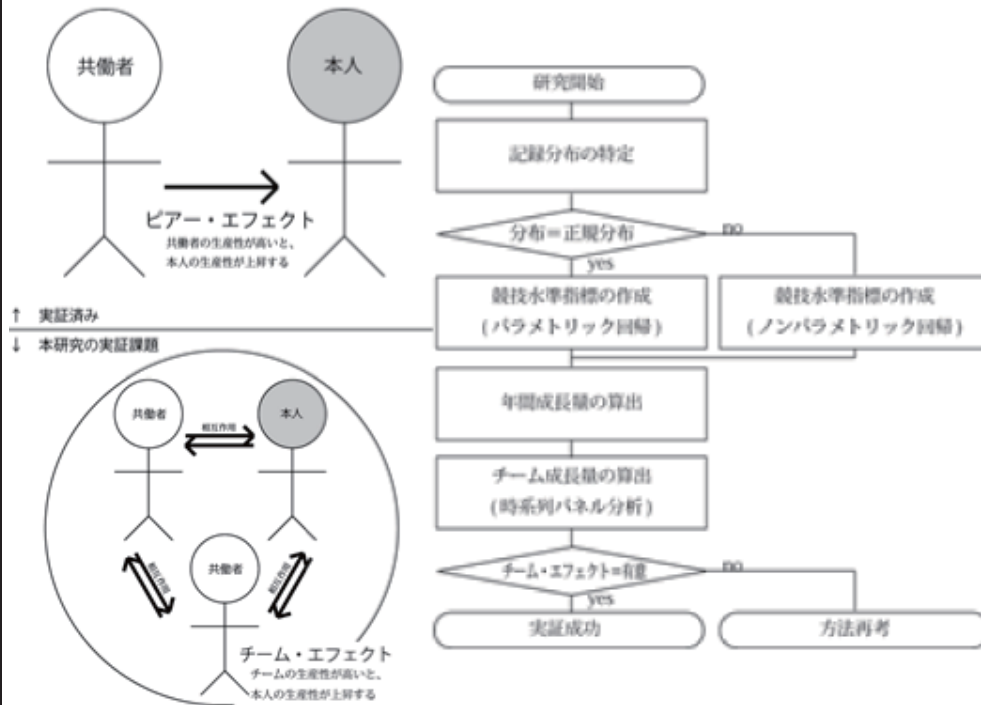 共働者
本人
ピアー・エフェクト
共働者の生産性が高いと、
本人の生産性が上昇する
↑ 実証済み
↓ 本研究の実証課題
共働者
本人
相互作用
相互作用
相互作用
共働者
チーム・エフェクト
チームの生産性が高いと、
本人の生産性が上昇する
研究開始
記録分布の特定
分布=正規分布
no
yes
競技水準指標の作成
(パラメトリック回帰)
競技水準指標の作成
(ノンパラメトリック回帰)
年間成長量の算出
チーム成長量の算出
(時系列パネル分析)
チーム・エフェクト=有意
no
yes
実証成功
方法再考